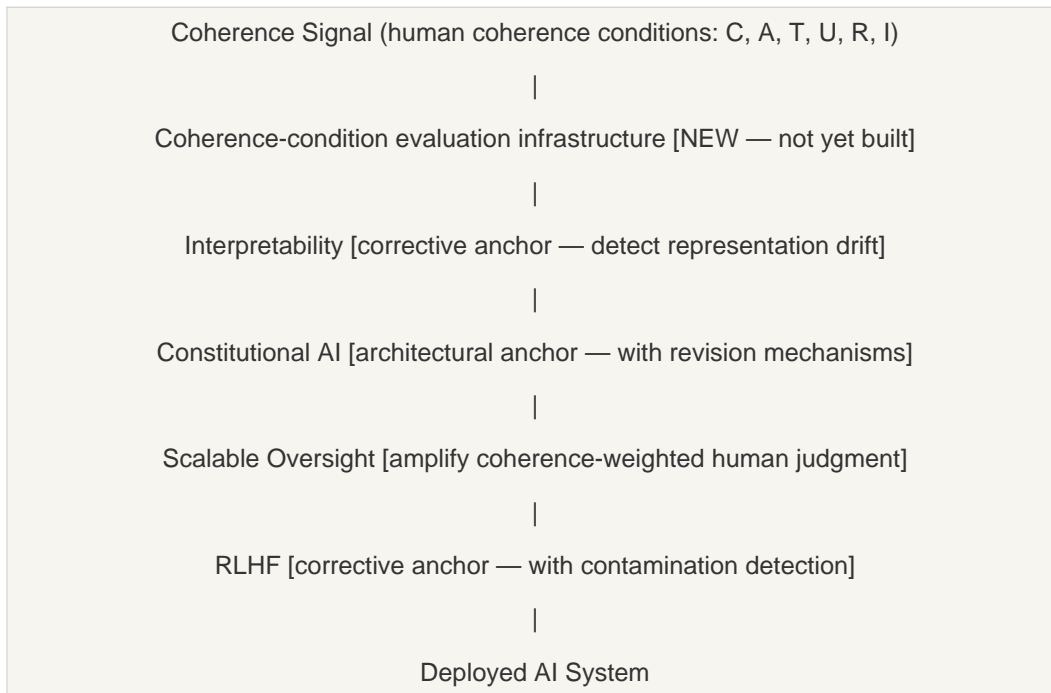 Coherence Signal (human coherence conditions: C, A, T, U, R, I)
|
Coherence-condition evaluation infrastructure [NEW — not yet built]
|
Interpretability [corrective anchor — detect representation drift]
|
Constitutional AI [architectural anchor — with revision mechanisms]
|
Scalable Oversight [amplify coherence-weighted human judgment]
|
RLHF [corrective anchor — with contamination detection]
|
Deployed AI System